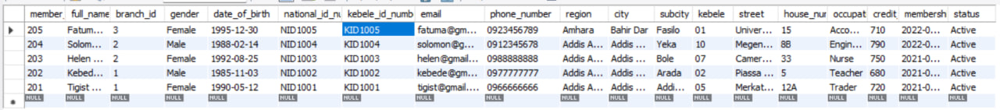 member_ full_name branch_id gender date_of_birth national_id_nu kebele_id_numb email phone_number region city subcity kebele street house_nur occupat credit_ membersh status
205 Fatum... 3 Female 1995-12-30 NID1005 KID1005 fatuma@gm... 0923456789 Amhara Bahir Dar Fasilo 01 Univer... 15 Acco... 710 2022-0... Active
204 Solom... 2 Male 1988-02-14 NID1004 KID1004 solomon@g... 0912345678 Addis A... Addis ... Yeka 10 Megen... 8B Engin... 790 2022-0... Active
203 Helen ... 2 Female 1992-08-25 NID1003 KID1003 helen@gmail... 0988888888 Addis A... Addis ... Bole 07 Camer... 33 Nurse 750 2021-0... Active
202 Kebed... 1 Male 1985-11-03 NID1002 KID1002 kebede@gm... 0977777777 Addis A... Addis ... Arada 02 Piassa ... 5 Teacher 680 2021-0... Active
201 Tigist ... 1 Female 1990-05-12 NID1001 KID1001 tigist@gmail.... 0966666666 Addis A... Addis ... Addi... 05 Merkat... 12A Trader 720 2021-0... Active
NULL NULL NULL NULL NULL NULL NULL NULL NULL NULL NULL NULL NULL NULL NULL NULL NULL NULL NULL